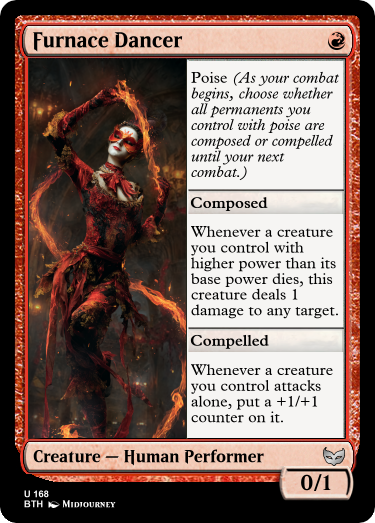 Furnace Dancer
Poise (As your combat
begins, choose whether
all permanents you
control with poise are
composed or compelled
until your next
combat.)
Composed
Whenever a creature
you control with
higher power than its
base power dies, this
creature deals 1
damage to any target.
Compelled
Whenever a creature
you control attacks
alone, put a +1/+1
counter on it.
Creature — Human Performer
0/1
U 168
BTH Midjourney